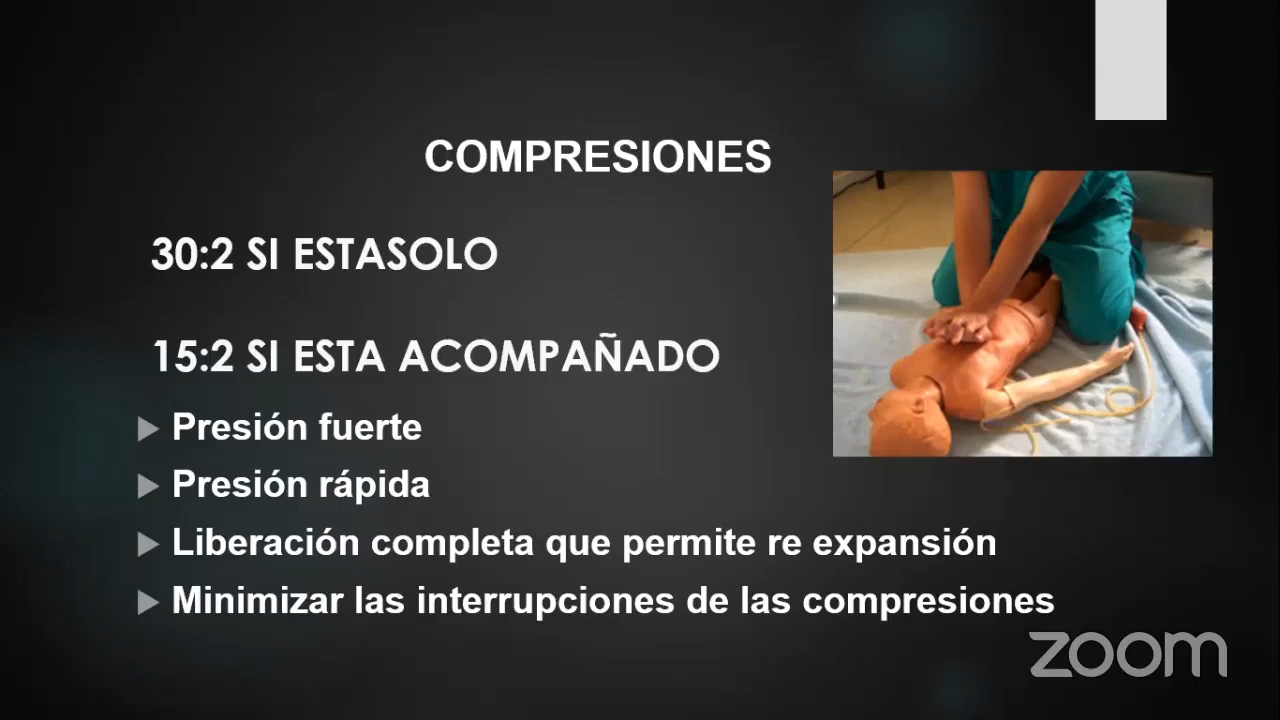 COMPRESIONES
30:2 SI ESTASOLO
15:2 SI ESTA ACOMPAÑADO
Presión fuerte
Presión rápida
Liberación completa que permite re expansión
Minimizar las interrupciones de las compresiones
zoom